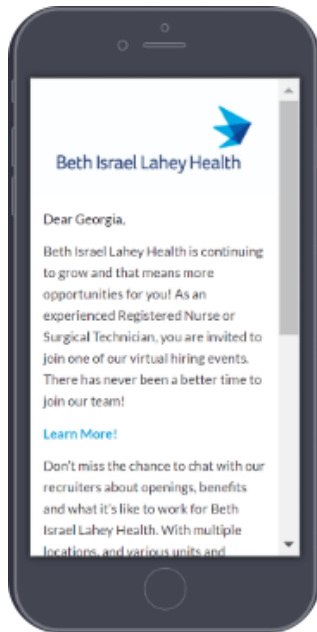 Beth Israel Lahey Health
Dear Georgia,
Beth Israel Lahey Health is continuing
to grow and that means more
opportunities for you! As an
experienced Registered Nurse or
Surgical Technician, you are invited to
join one of our virtual hiring events.
There has never been a better time to
join our team!
Learn More!
Don't miss the chance to chat with our
recruiters about openings, benefits
and what it's like to work for Beth
Israel Lahey Health. With multiple
locations, and various units and